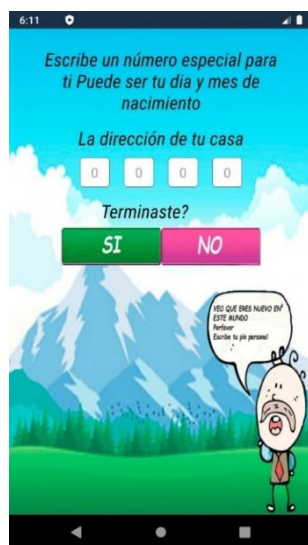 6:11
Escribe un número especial para
ti Puede ser tu dia y mes de
nacimiento
La dirección de tu casa
0 0 0 0
Terminaste?
SI NO
VEO QUE ERES NUEVO EN
ESTE MUNDO
Porfavor
Escribe tu pin personal